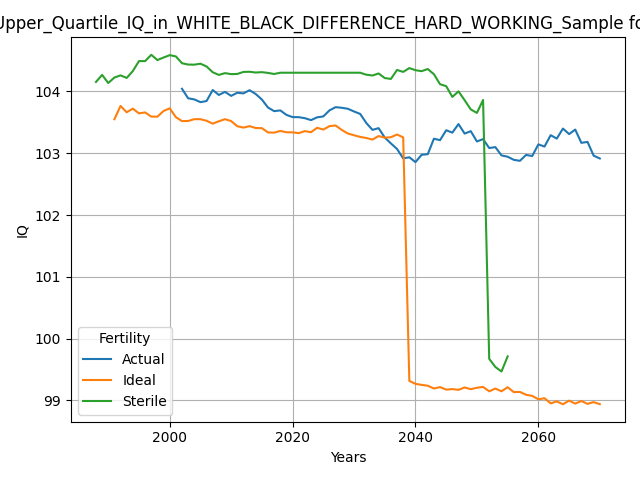 Upper_Quartile_IQ_in_WHITE_BLACK_DIFFERENCE_HARD_WORKING_Sample fo
104
103
102
101
100
99
IQ
Fertility
Actual
Ideal
Sterile
2000 2020 2040 2060
Years